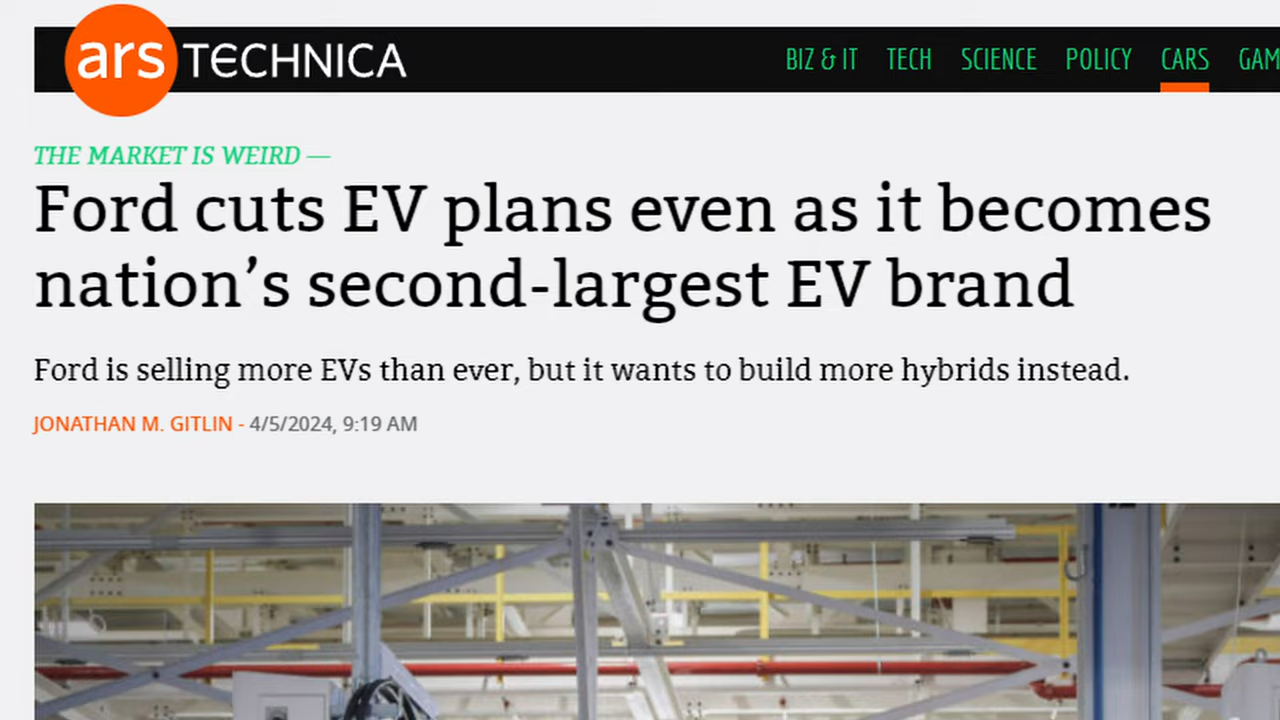 ars TECHNICA
BIZ & IT TECH SCIENCE POLICY CARS GAM
THE MARKET IS WEIRD —
Ford cuts EV plans even as it becomes
nation’s second-largest EV brand
Ford is selling more EVs than ever, but it wants to build more hybrids instead.
JONATHAN M. GITLIN - 4/5/2024, 9:19 AM